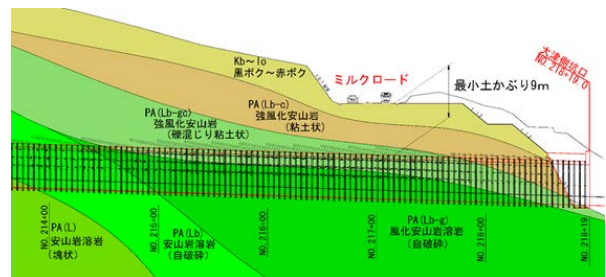 Kb~lo
黒ボク~赤ボク
ミルクロード
大津側坑口
NO.218+19.0
最小土かぶり9m
PA(Lb-c)
強風化安山岩
(粘土状)
PA(Lb-gc)
強風化安山岩
(礫混じり粘土状)
PA(L)
安山岩溶岩
(塊状)
PA(Lb)
安山岩溶岩
(自破砕)
PA(Lb-g)
風化安山岩溶岩
(自破砕)
NO.214+00
NO.215+00
NO.216+00
NO.217+00
NO.218+00
NO.218+19